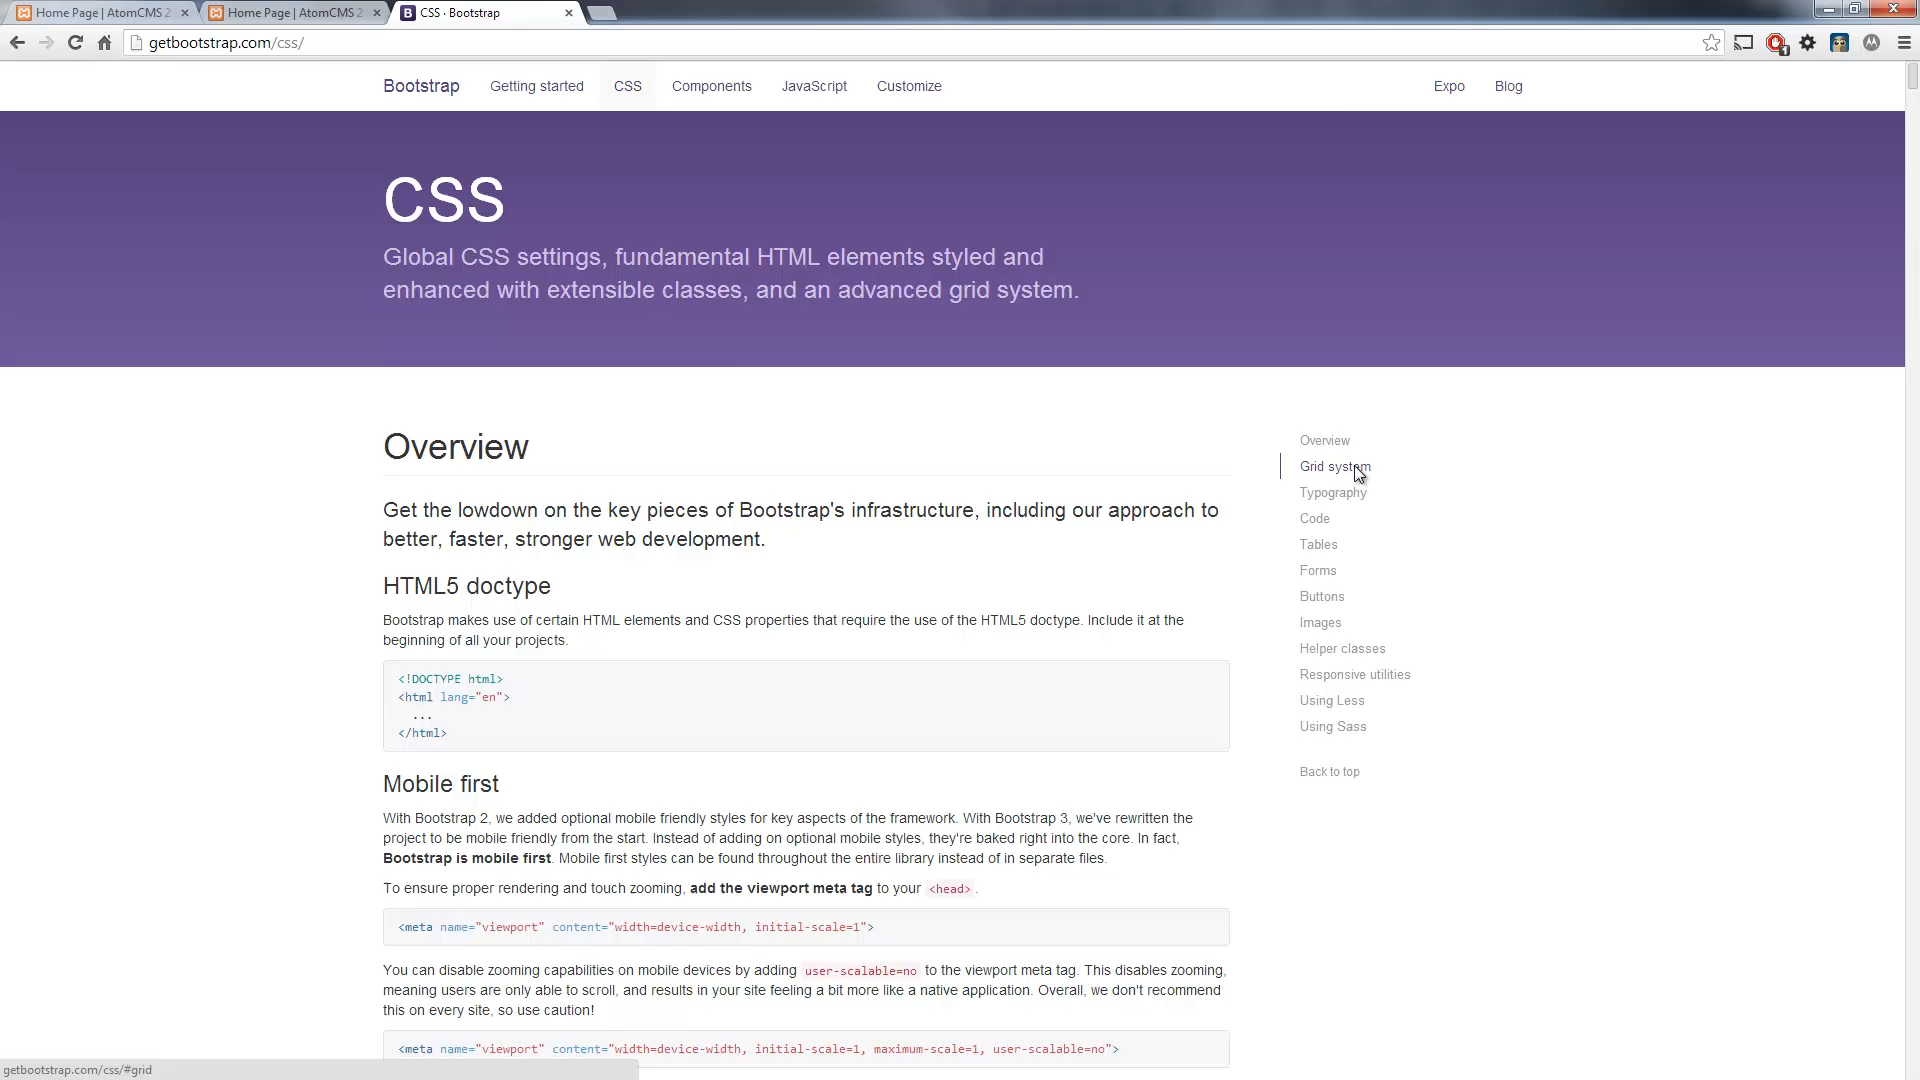 Home Page | AtomCMS 2
Home Page | AtomCMS 2
CSS · Bootstrap
getbootstrap.com/css/
Bootstrap
Getting started
CSS
Components
JavaScript
Customize
Expo
Blog
CSS
Global CSS settings, fundamental HTML elements styled and
enhanced with extensible classes, and an advanced grid system.
Overview
Get the lowdown on the key pieces of Bootstrap's infrastructure, including our approach to
better, faster, stronger web development.
HTML5 doctype
Bootstrap makes use of certain HTML elements and CSS properties that require the use of the HTML5 doctype. Include it at the
beginning of all your projects.
<!DOCTYPE html>
<html lang="en">
...
</html>
Mobile first
With Bootstrap 2, we added optional mobile friendly styles for key aspects of the framework. With Bootstrap 3, we've rewritten the
project to be mobile friendly from the start. Instead of adding on optional mobile styles, they're baked right into the core. In fact,
Bootstrap is mobile first. Mobile first styles can be found throughout the entire library instead of in separate files.
To ensure proper rendering and touch zooming, add the viewport meta tag to your <head>.
<meta name="viewport" content="width=device-width, initial-scale=1">
You can disable zooming capabilities on mobile devices by adding user-scalable=no to the viewport meta tag. This disables zooming,
meaning users are only able to scroll, and results in your site feeling a bit more like a native application. Overall, we don't recommend
this on every site, so use caution!
<meta name="viewport" content="width=device-width, initial-scale=1, maximum-scale=1, user-scalable=no">
Overview
Grid system
Typography
Code
Tables
Forms
Buttons
Images
Helper classes
Responsive utilities
Using Less
Using Sass
Back to top
getbootstrap.com/css/#grid